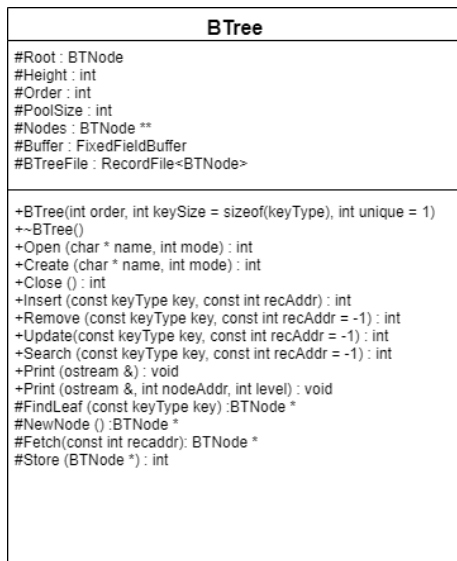 BTree
#Root : BTNode
#Height : int
#Order : int
#PoolSize : int
#Nodes : BTNode **
#Buffer : FixedFieldBuffer
#BTreeFile : RecordFile<BTNode>
+BTree(int order, int keySize = sizeof(keyType), int unique = 1)
+~BTree()
+Open (char * name, int mode) : int
+Create (char * name, int mode) : int
+Close () : int
+Insert (const keyType key, const int recAddr) : int
+Remove (const keyType key, const int recAddr = -1) : int
+Update(const keyType key, const int recAddr = -1) : int
+Search (const keyType key, const int recAddr = -1) : int
+Print (ostream &) : void
+Print (ostream &, int nodeAddr, int level) : void
#FindLeaf (const keyType key) :BTNode *
#NewNode () :BTNode *
#Fetch(const int recaddr): BTNode *
#Store (BTNode *) : int